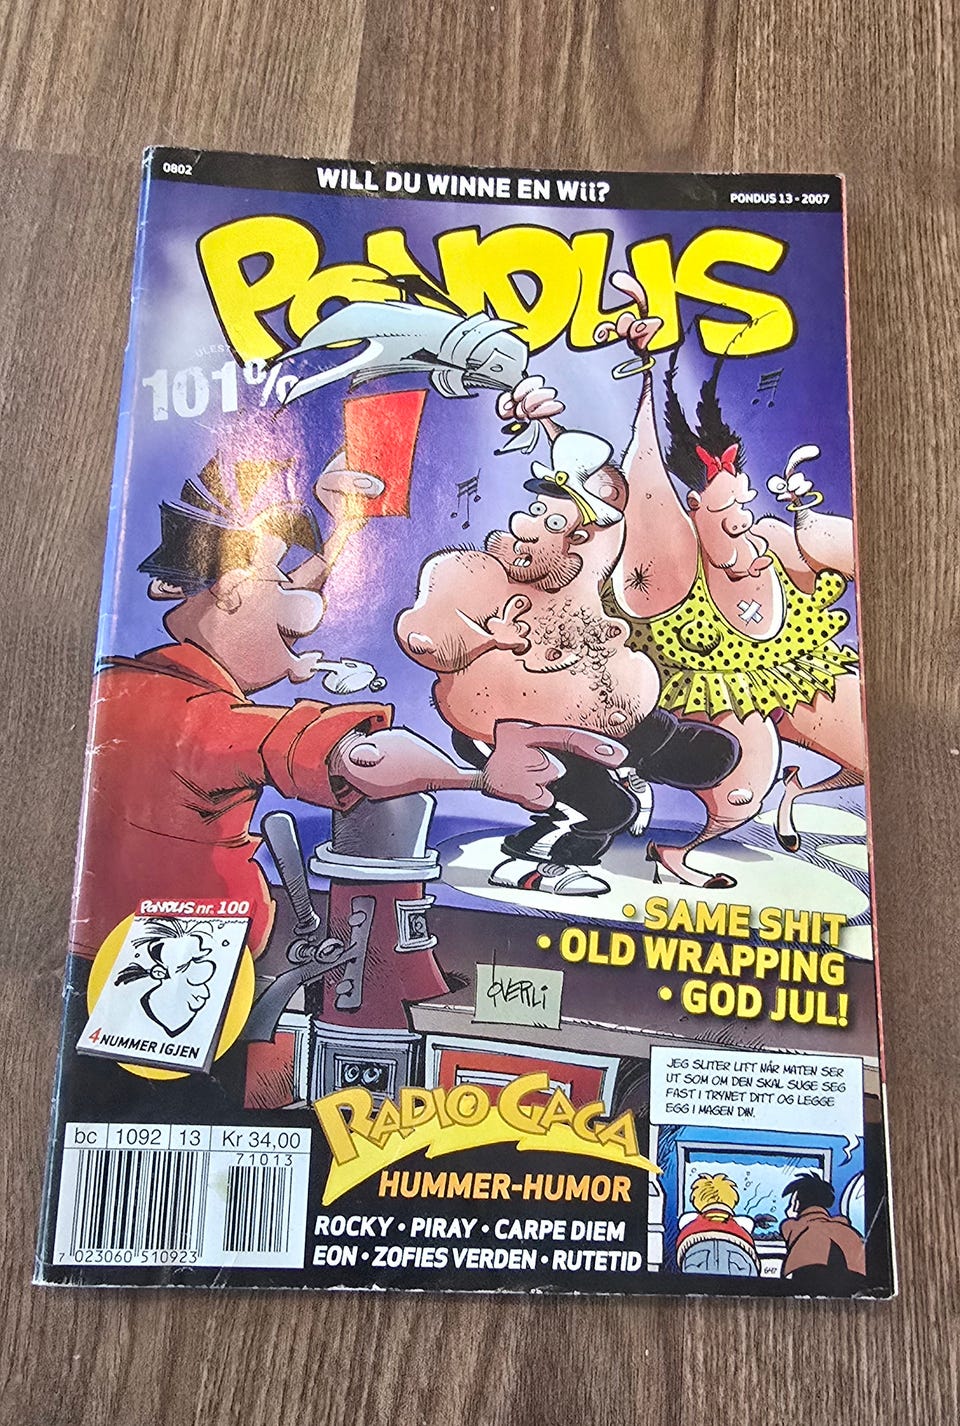 0802
WILL DU WINNE EN Wii?
PONDUS 13 - 2007
PONDUS
ULEST
101%
• SAME SHIT
• OLD WRAPPING
• GOD JUL!
PONDUS nr. 100
4 NUMMER IGJEN
ØVERLI
JEG SLITER LITT NÅR MATEN SER
UT SOM OM DEN SKAL SUGE SEG
FAST I TRYNET DITT OG LEGGE
EGG I MAGEN DIN.
RADIO GAGA
HUMMER-HUMOR
ROCKY • PIRAY • CARPE DIEM
EON • ZOFIES VERDEN • RUTETID
bc 1092 13 Kr 34,00
71013
7 023060 510923